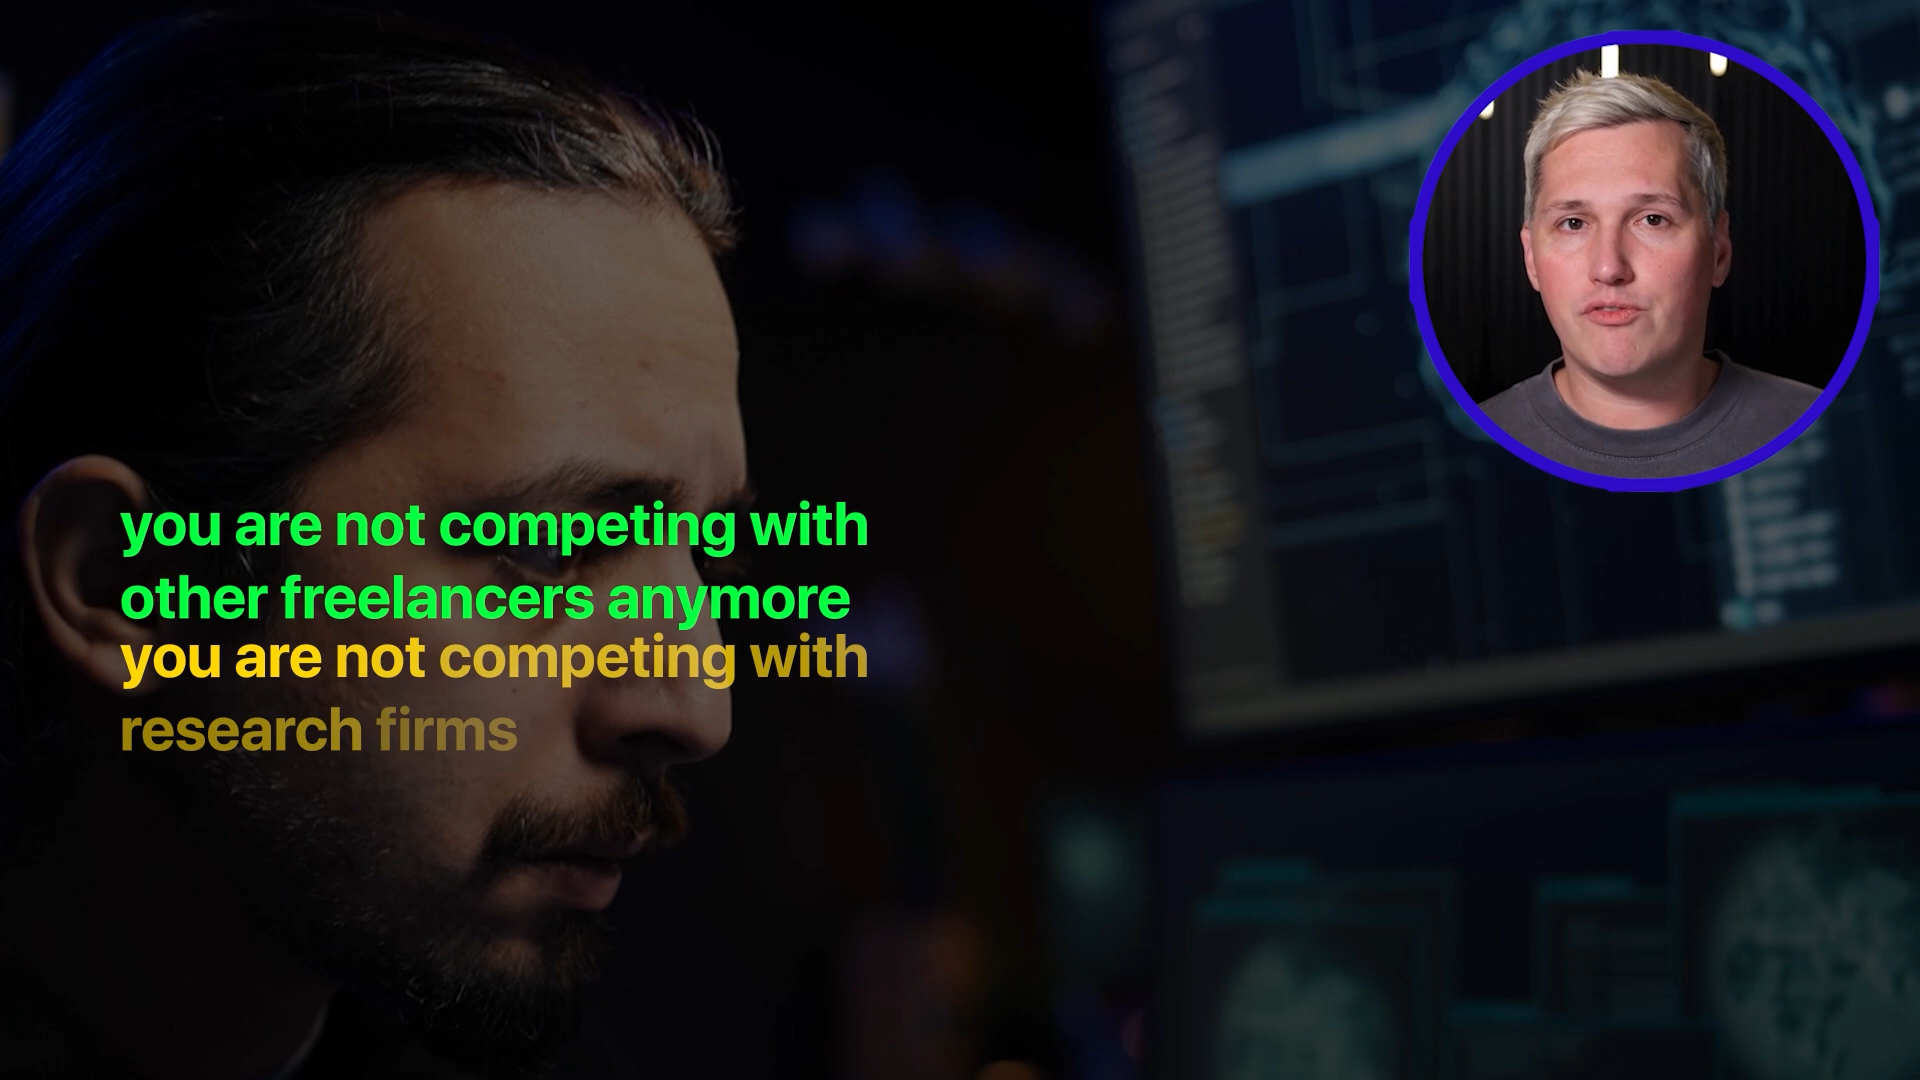 you are not competing with
other freelancers anymore
you are not competing with
research firms